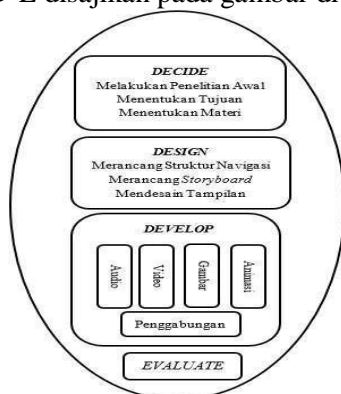 E disajikan pada gambar di
DECIDE
Melakukan Penelitian Awal
Menentukan Tujuan
Menentukan Materi
DESIGN
Merancang Struktur Navigasi
Merancang Storyboard
Mendesain Tampilan
DEVELOP
Audio
Video
Gambar
Animasi
Penggabungan
EVALUATE